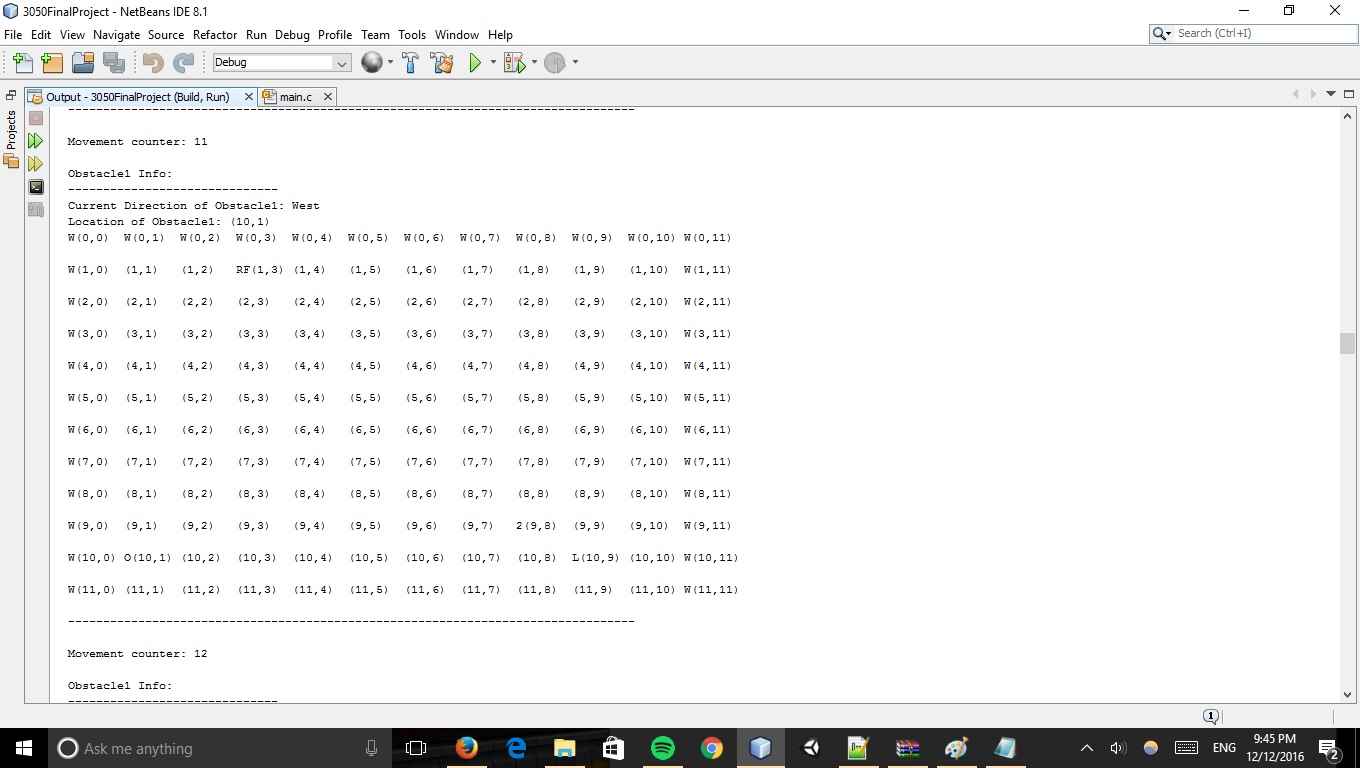 3050FinalProject - NetBeans IDE 8.1
File Edit View Navigate Source Refactor Run Debug Profile Team Tools Window Help
Search (Ctrl+I)
Debug
Output - 3050FinalProject (Build, Run) main.c
Projects
--------------------------------------------------------------------------------
Movement counter: 11
Obstacle1 Info:
------------------------------
Current Direction of Obstacle1: West
Location of Obstacle1: (10,1)
W(0,0) W(0,1) W(0,2) W(0,3) W(0,4) W(0,5) W(0,6) W(0,7) W(0,8) W(0,9) W(0,10) W(0,11)
W(1,0) (1,1) (1,2) RF(1,3) (1,4) (1,5) (1,6) (1,7) (1,8) (1,9) (1,10) W(1,11)
W(2,0) (2,1) (2,2) (2,3) (2,4) (2,5) (2,6) (2,7) (2,8) (2,9) (2,10) W(2,11)
W(3,0) (3,1) (3,2) (3,3) (3,4) (3,5) (3,6) (3,7) (3,8) (3,9) (3,10) W(3,11)
W(4,0) (4,1) (4,2) (4,3) (4,4) (4,5) (4,6) (4,7) (4,8) (4,9) (4,10) W(4,11)
W(5,0) (5,1) (5,2) (5,3) (5,4) (5,5) (5,6) (5,7) (5,8) (5,9) (5,10) W(5,11)
W(6,0) (6,1) (6,2) (6,3) (6,4) (6,5) (6,6) (6,7) (6,8) (6,9) (6,10) W(6,11)
W(7,0) (7,1) (7,2) (7,3) (7,4) (7,5) (7,6) (7,7) (7,8) (7,9) (7,10) W(7,11)
W(8,0) (8,1) (8,2) (8,3) (8,4) (8,5) (8,6) (8,7) (8,8) (8,9) (8,10) W(8,11)
W(9,0) (9,1) (9,2) (9,3) (9,4) (9,5) (9,6) (9,7) 2(9,8) (9,9) (9,10) W(9,11)
W(10,0) O(10,1) (10,2) (10,3) (10,4) (10,5) (10,6) (10,7) (10,8) L(10,9) (10,10) W(10,11)
W(11,0) (11,1) (11,2) (11,3) (11,4) (11,5) (11,6) (11,7) (11,8) (11,9) (11,10) W(11,11)
--------------------------------------------------------------------------------
Movement counter: 12
Obstacle1 Info:
------------------------------
1
Ask me anything
ENG
9:45 PM
12/12/2016
2